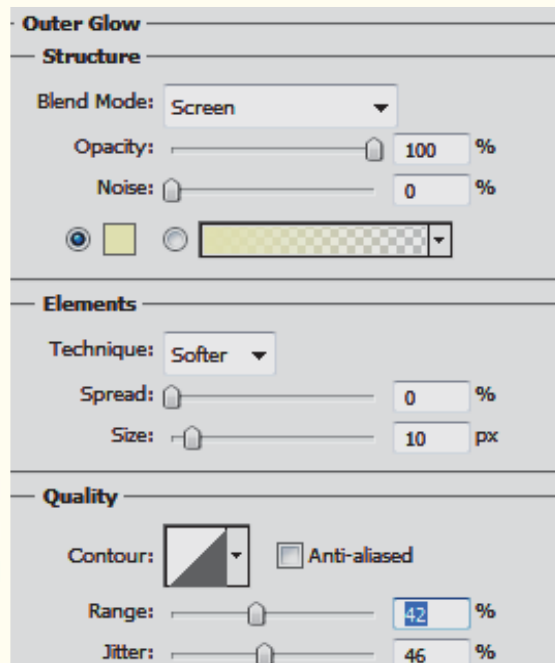 Outer Glow
Structure
Blend Mode: Screen
Opacity: 100 %
Noise: 0 %
Elements
Technique: Softer
Spread: 0 %
Size: 10 px
Quality
Contour: Anti-aliased
Range: 42 %
Jitter: 46 %